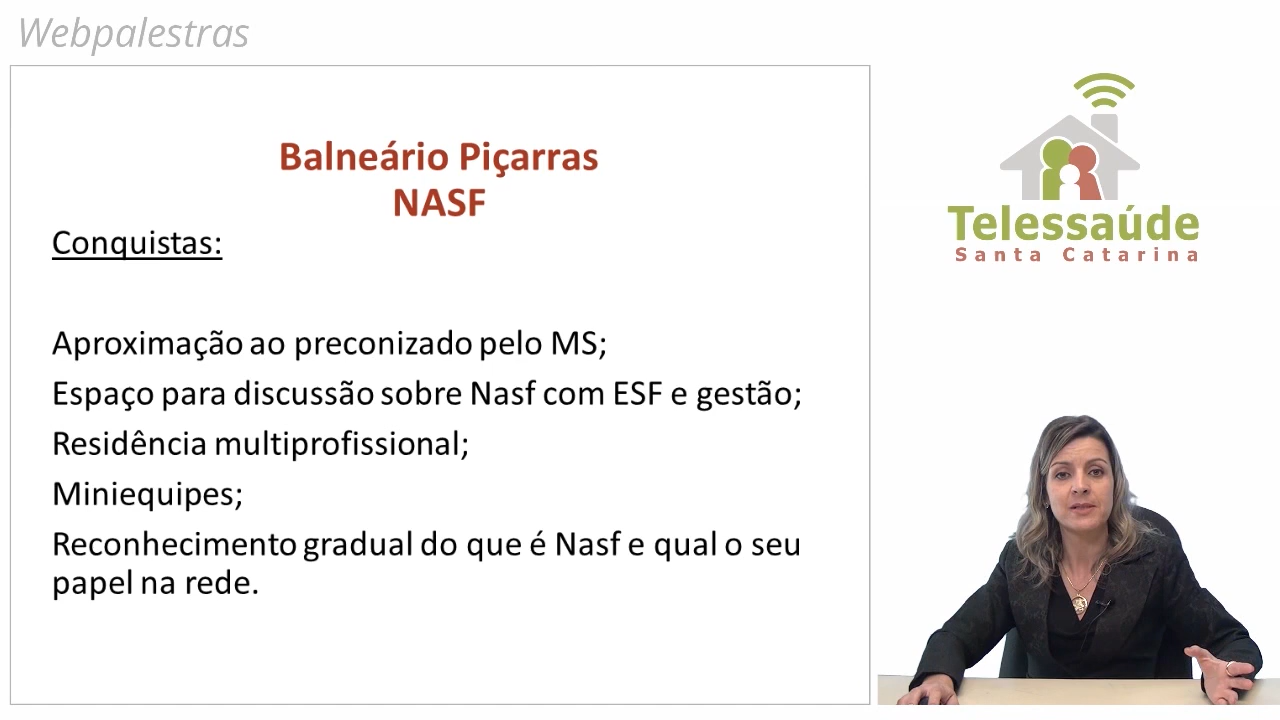 Webpalestras
Balneário Piçarras
NASF
Conquistas:
Aproximação ao preconizado pelo MS;
Espaço para discussão sobre Nasf com ESF e gestão;
Residência multiprofissional;
Miniequipes;
Reconhecimento gradual do que é Nasf e qual o seu
papel na rede.
Telessaúde
Santa Catarina